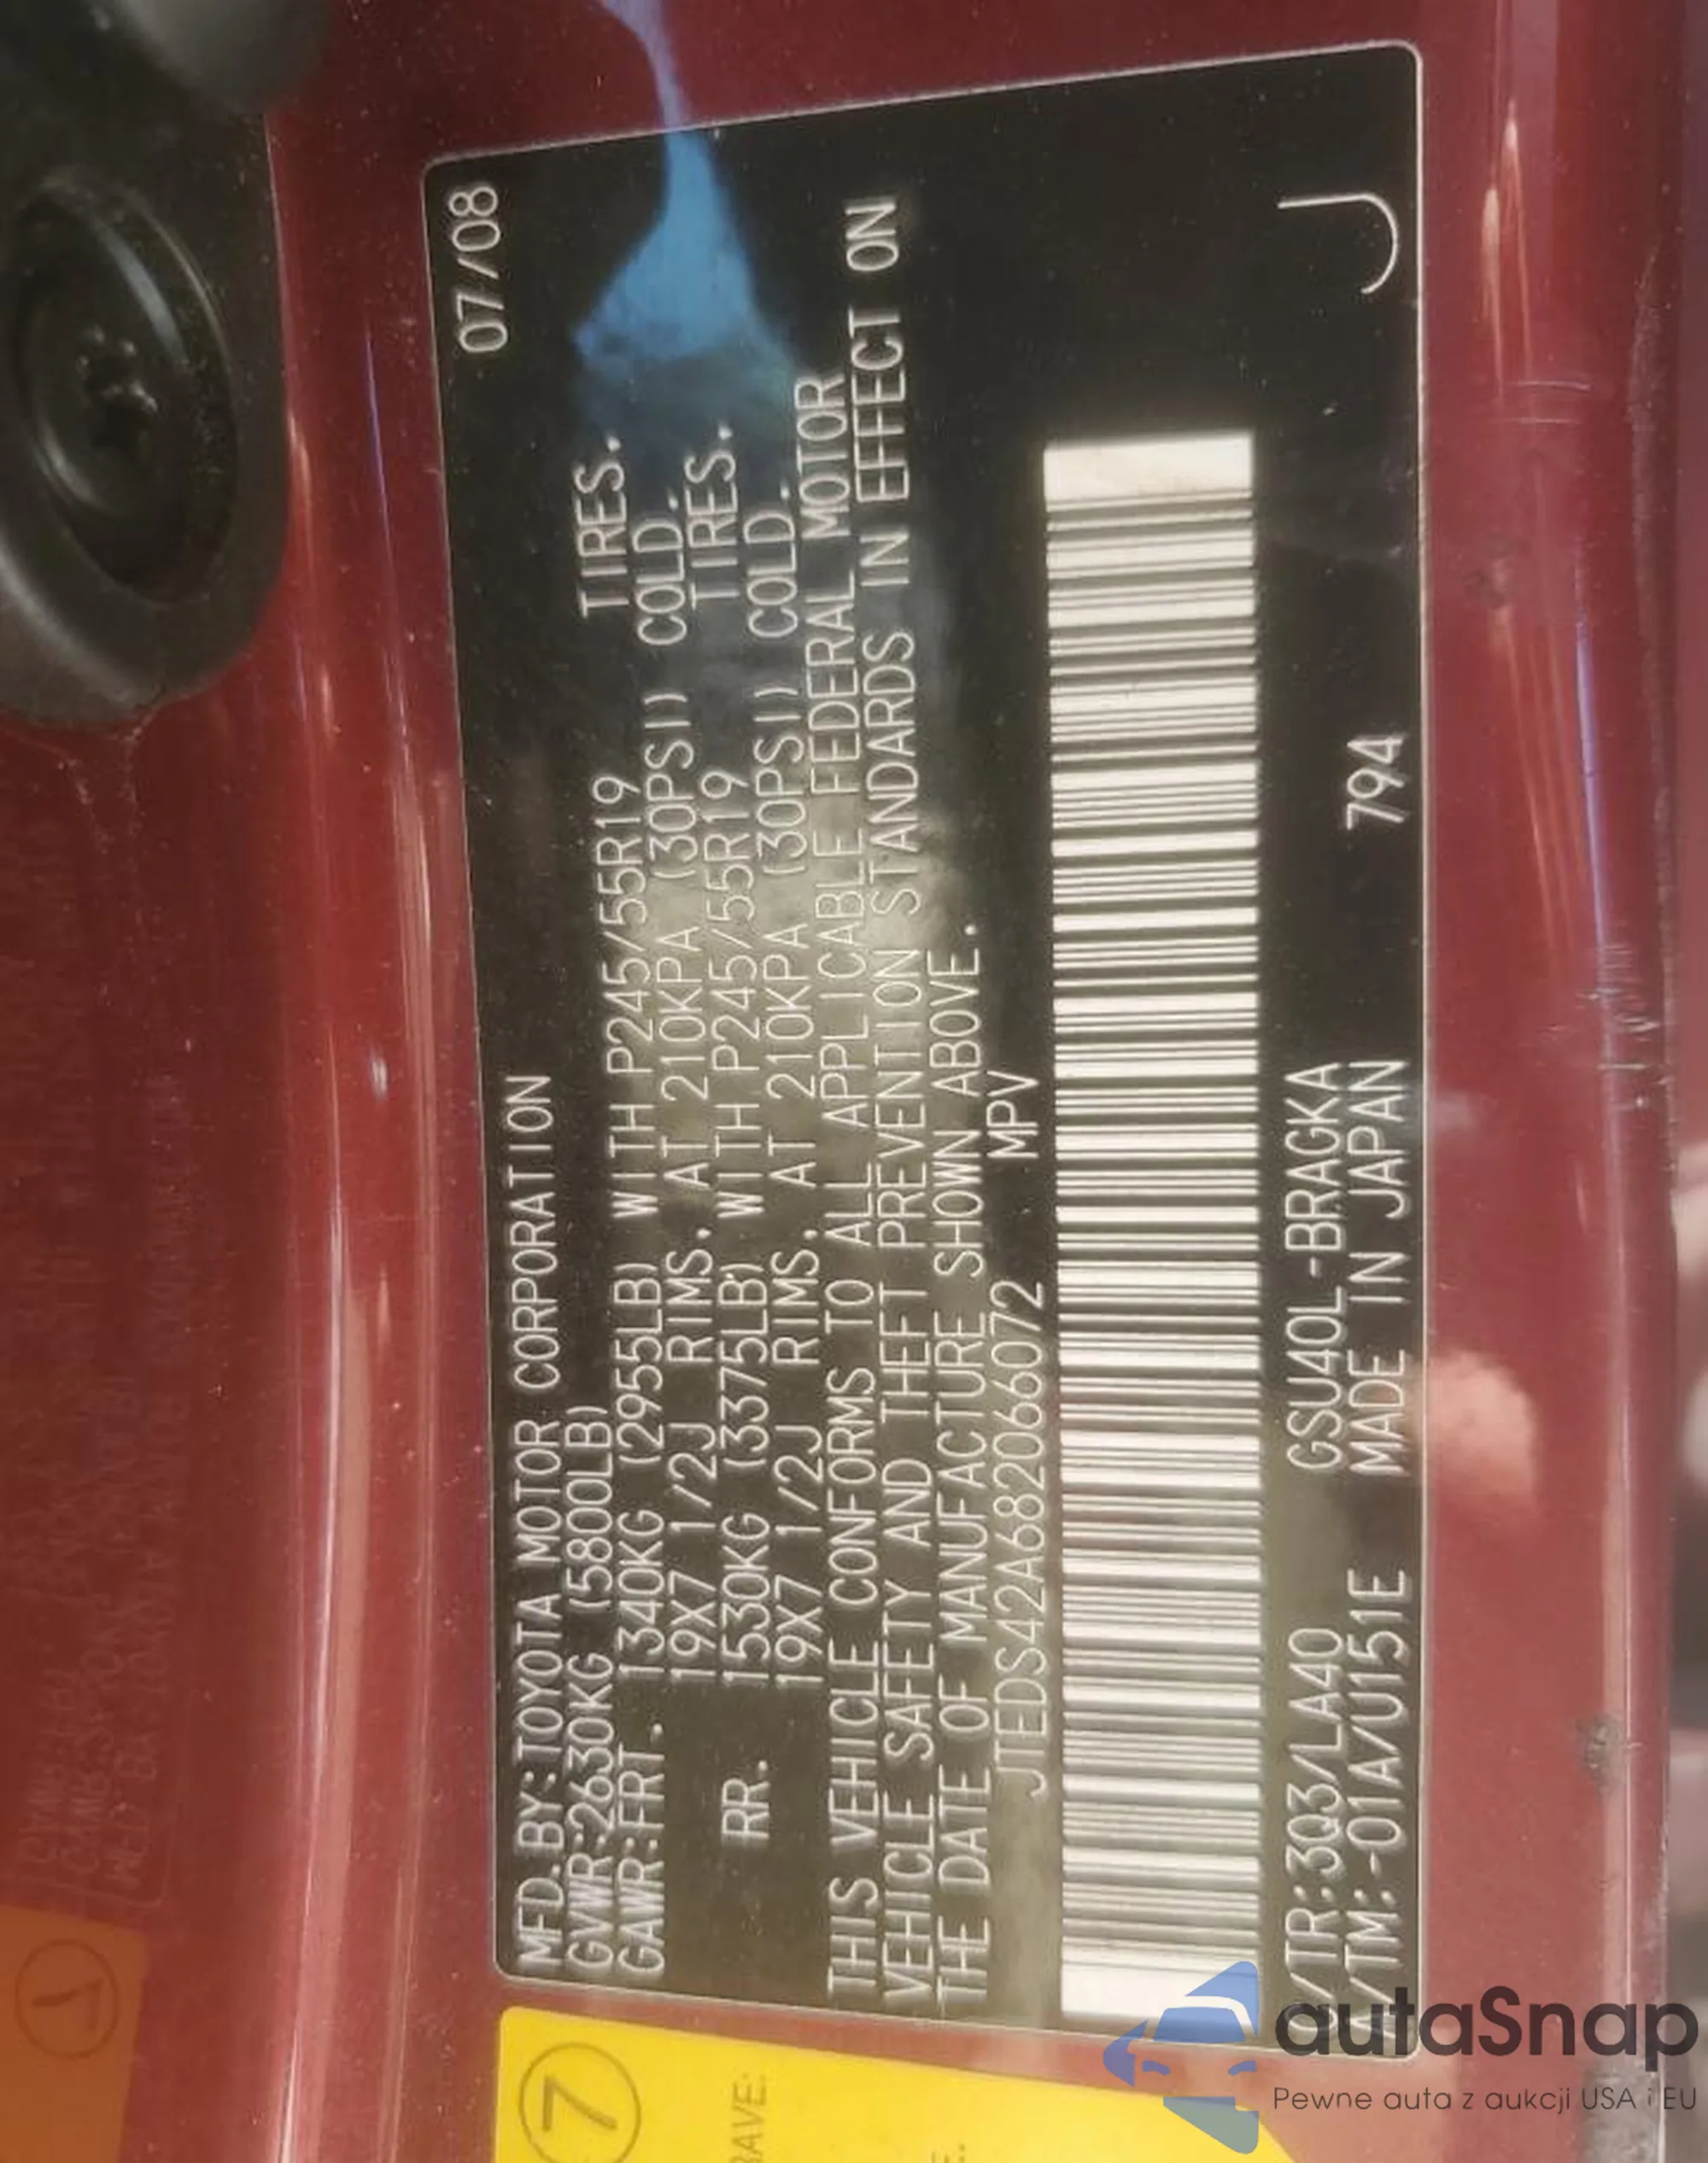 07/08
MFD.BY:TOYOTA MOTOR CORPORATION
GVWR:2630KG (5800LB)
GAWR:FRT. 1340KG (2955LB) WITH P245/55R19 TIRES.
19X7 1/2J RIMS, AT 210KPA (30PSI) COLD.
RR. 1530KG (3375LB) WITH P245/55R19 TIRES.
19X7 1/2J RIMS, AT 210KPA (30PSI) COLD.
THIS VEHICLE CONFORMS TO ALL APPLICABLE FEDERAL MOTOR
VEHICLE SAFETY AND THEFT PREVENTION STANDARDS IN EFFECT ON
THE DATE OF MANUFACTURE SHOWN ABOVE.
JTEDS42A682066072 MPV
C/TR:3Q3/LA40 GSU40L-BRAGKA
A/TM:-01A/U151E MADE IN JAPAN 794 J
7
autaSnap
Pewne auta z aukcji USA i EU